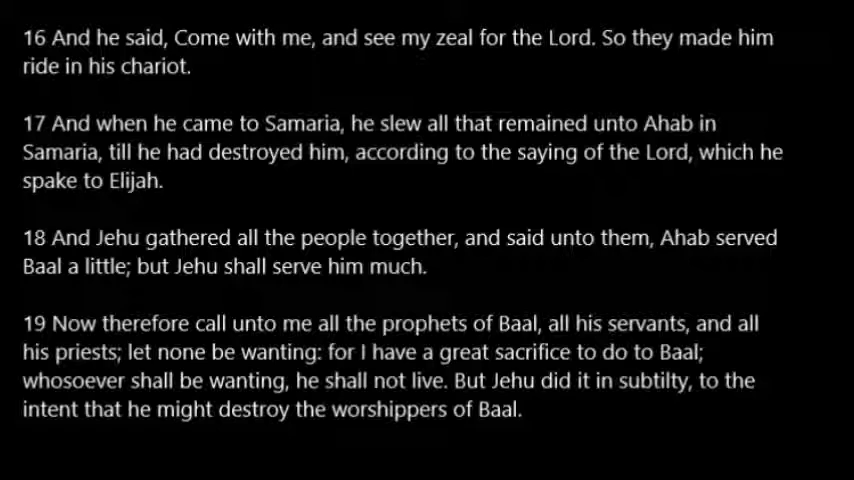 16 And he said, Come with me, and see my zeal for the Lord. So they made him
ride in his chariot.
17 And when he came to Samaria, he slew all that remained unto Ahab in
Samaria, till he had destroyed him, according to the saying of the Lord, which he
spake to Elijah.
18 And Jehu gathered all the people together, and said unto them, Ahab served
Baal a little; but Jehu shall serve him much.
19 Now therefore call unto me all the prophets of Baal, all his servants, and all
his priests; let none be wanting: for I have a great sacrifice to do to Baal;
whosoever shall be wanting, he shall not live. But Jehu did it in subtilty, to the
intent that he might destroy the worshippers of Baal.